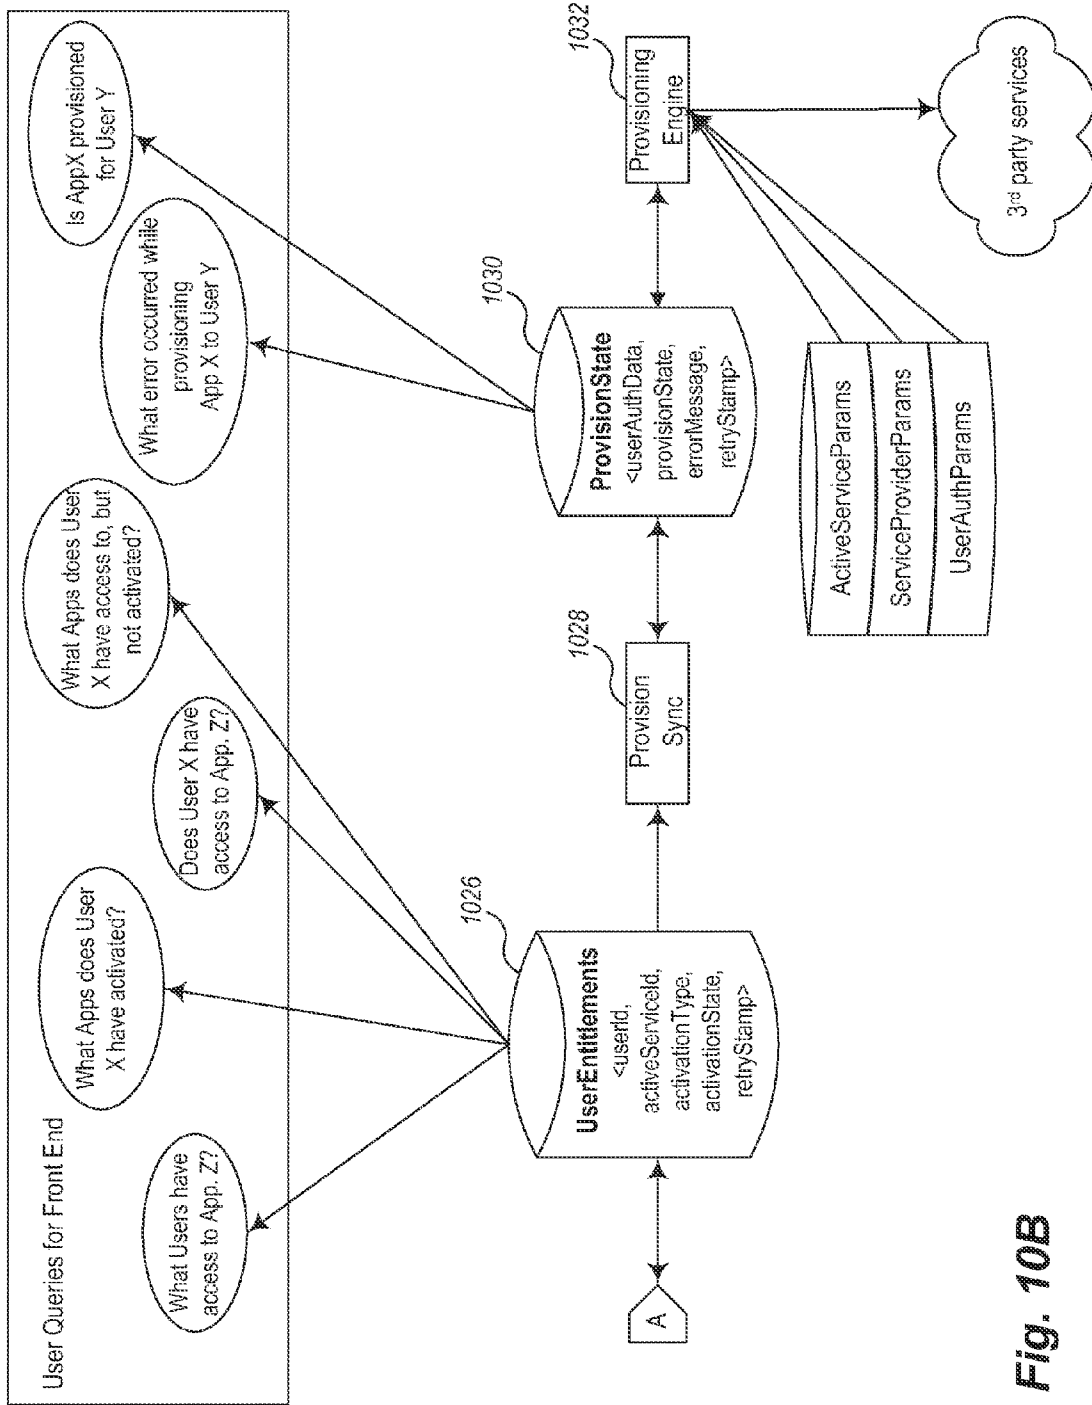 User Queries for Front End
What Users have
access to App. Z?
What Apps does User
X have activated?
Does User X have
access to App. Z?
What Apps does User
X have access to, but
not activated?
What error occurred while
provisioning
App X to User Y
Is AppX provisioned
for User Y
A
1026
UserEntitlements
<userId,
activeServiceId,
activationType,
activationState,
retryStamp>
1028
Provision
Sync
1030
ProvisionState
<userAuthData,
provisionState,
errorMessage,
retryStamp>
1032
Provisioning
Engine
ActiveServiceParams
ServiceProviderParams
UserAuthParams
3rd party services
Fig. 10B